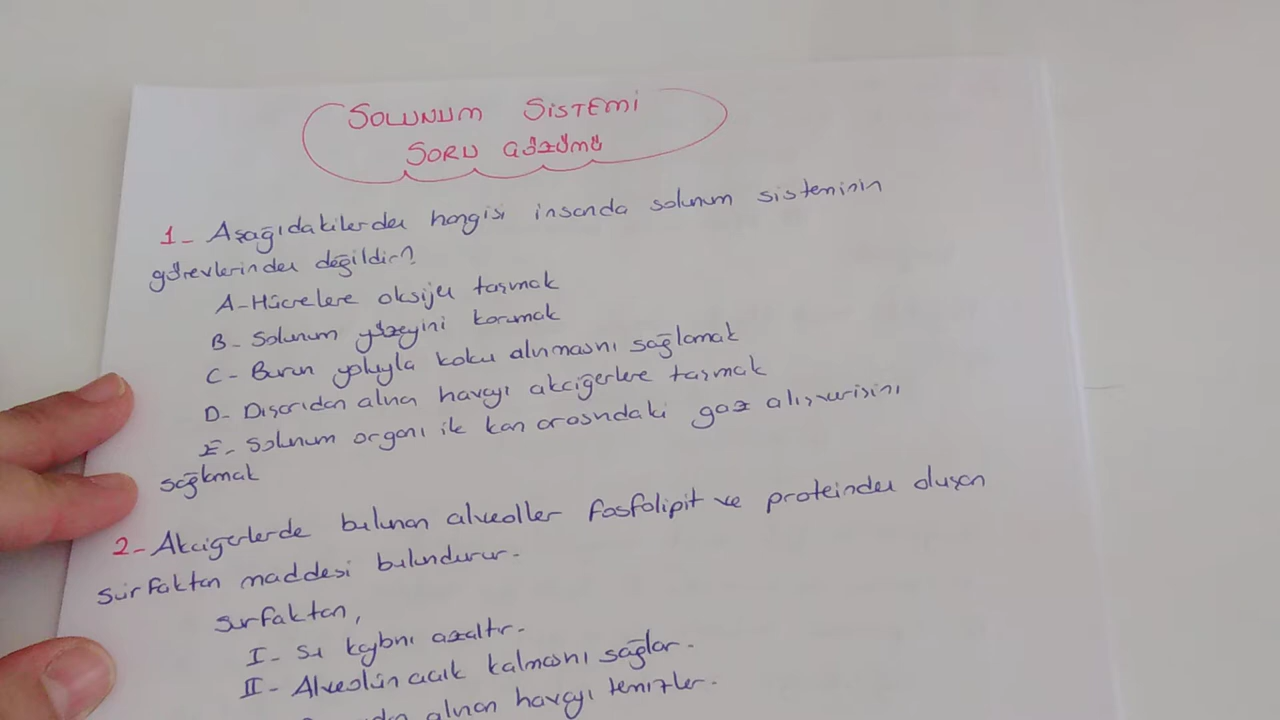 SOLUNUM SİSTEMİ
SORU ÇÖZÜMÜ
1- Aşağıdakilerden hangisi insanda solunum sisteminin
görevlerinden değildir?
A- Hücrelere oksijen taşımak
B- Solunum yüzeyini korumak
C- Burun yoluyla koku alınmasını sağlamak
D- Dışarıdan alınan havayı akciğerlere taşımak
E- Solunum organı ile kan arasındaki gaz alışverişini
sağlamak
2- Akciğerlerde bulunan alveoller fosfolipit ve proteinden oluşan
sürfaktan maddesi bulundurur.
Surfaktan,
I- Su kaybını azaltır.
II- Alveolün açık kalmasını sağlar.
alınan havayı temizler.